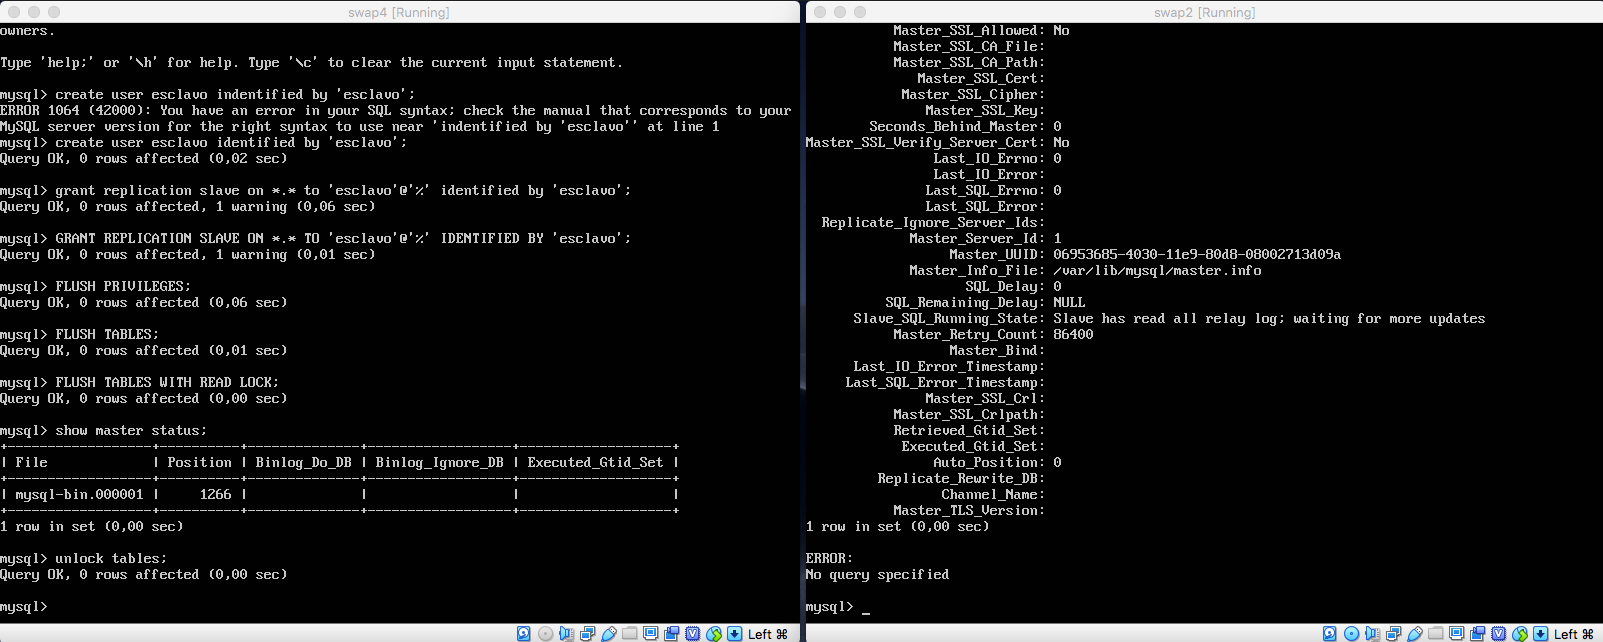 swap4 [Running]
owners.
Type 'help;' or '\h' for help. Type '\c' to clear the current input statement.
mysql> create user esclavo indentified by 'esclavo';
ERROR 1064 (42000): You have an error in your SQL syntax; check the manual that corresponds to your
MySQL server version for the right syntax to use near 'indentified by 'esclavo'' at line 1
mysql> create user esclavo identified by 'esclavo';
Query OK, 0 rows affected (0,02 sec)
mysql> grant replication slave on *.* to 'esclavo'@'%' identified by 'esclavo';
Query OK, 0 rows affected, 1 warning (0,06 sec)
mysql> GRANT REPLICATION SLAVE ON *.* TO 'esclavo'@'%' IDENTIFIED BY 'esclavo';
Query OK, 0 rows affected, 1 warning (0,01 sec)
mysql> FLUSH PRIVILEGES;
Query OK, 0 rows affected (0,06 sec)
mysql> FLUSH TABLES;
Query OK, 0 rows affected (0,01 sec)
mysql> FLUSH TABLES WITH READ LOCK;
Query OK, 0 rows affected (0,00 sec)
mysql> show master status;
+------------------+----------+--------------+------------------+-------------------+
| File             | Position | Binlog_Do_DB | Binlog_Ignore_DB | Executed_Gtid_Set |
+------------------+----------+--------------+------------------+-------------------+
| mysql-bin.000001 |     1266 |              |                  |                   |
+------------------+----------+--------------+------------------+-------------------+
1 row in set (0,00 sec)
mysql> unlock tables;
Query OK, 0 rows affected (0,00 sec)
mysql>
Left ⌘
swap2 [Running]
Master_SSL_Allowed: No
Master_SSL_CA_File:
Master_SSL_CA_Path:
Master_SSL_Cert:
Master_SSL_Cipher:
Master_SSL_Key:
Seconds_Behind_Master: 0
Master_SSL_Verify_Server_Cert: No
Last_IO_Errno: 0
Last_IO_Error:
Last_SQL_Errno: 0
Last_SQL_Error:
Replicate_Ignore_Server_Ids:
Master_Server_Id: 1
Master_UUID: 06953685-4030-11e9-80d8-08002713d09a
Master_Info_File: /var/lib/mysql/master.info
SQL_Delay: 0
SQL_Remaining_Delay: NULL
Slave_SQL_Running_State: Slave has read all relay log; waiting for more updates
Master_Retry_Count: 86400
Master_Bind:
Last_IO_Error_Timestamp:
Last_SQL_Error_Timestamp:
Master_SSL_Crl:
Master_SSL_Crlpath:
Retrieved_Gtid_Set:
Executed_Gtid_Set:
Auto_Position: 0
Replicate_Rewrite_DB:
Channel_Name:
Master_TLS_Version:
1 row in set (0,00 sec)
ERROR:
No query specified
mysql> _
Left ⌘